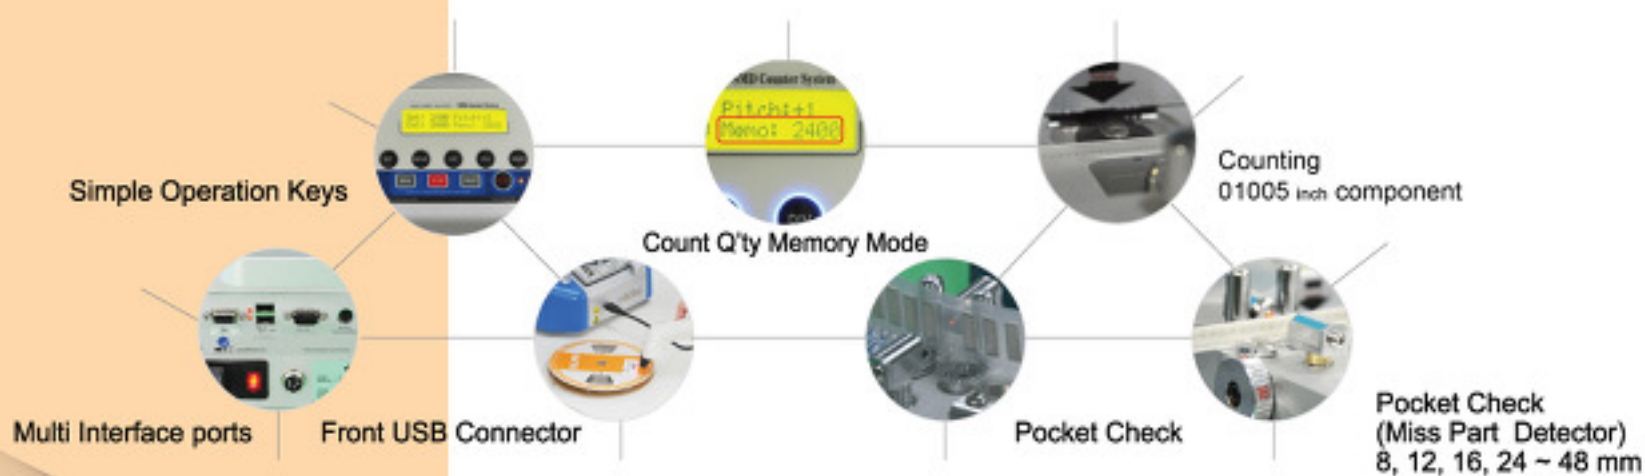 SMD Counter System
Pitch:+1
Memo: 2400
Counting
01005 inch component
Simple Operation Keys
Count Q'ty Memory Mode
Multi Interface ports
Front USB Connector
Pocket Check
Pocket Check
(Miss Part Detector)
8, 12, 16, 24 ~ 48 mm